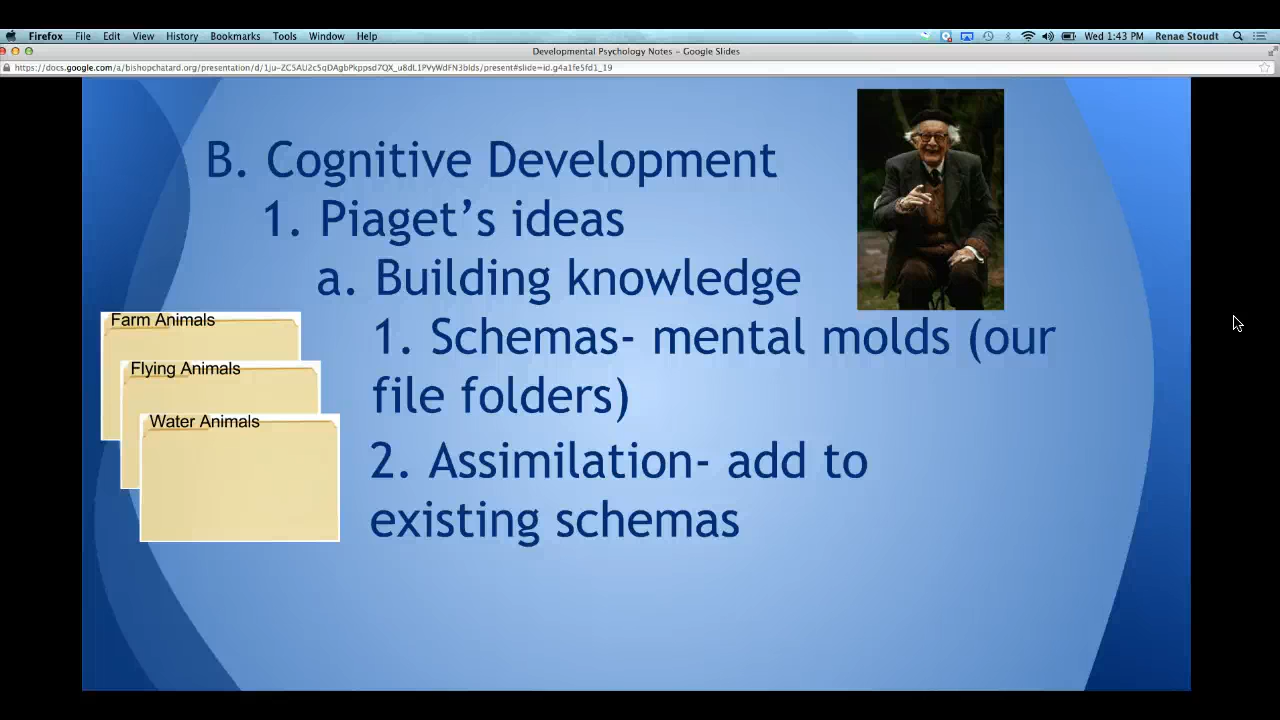 Firefox File Edit View History Bookmarks Tools Window Help Wed 1:43 PM Renae Stoudt
Developmental Psychology Notes – Google Slides
B. Cognitive Development
1. Piaget's ideas
a. Building knowledge
Farm Animals
Flying Animals
Water Animals
1. Schemas- mental molds (our
file folders)
2. Assimilation- add to
existing schemas